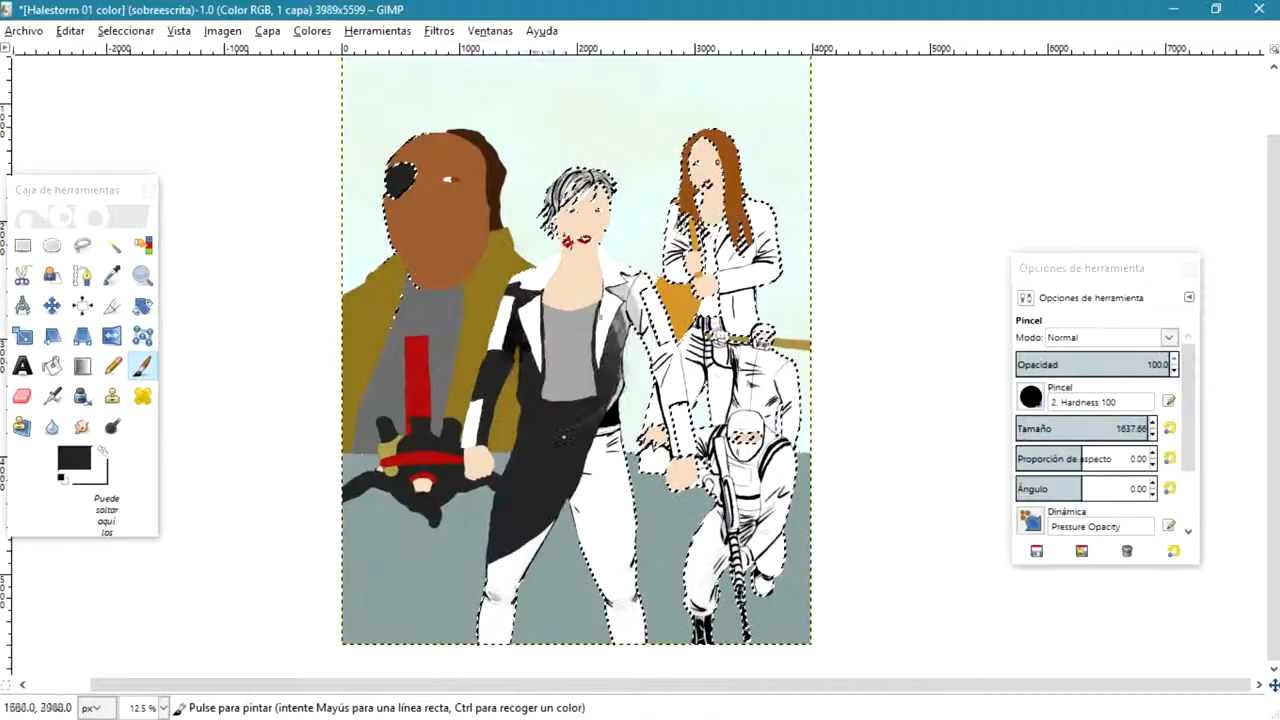 *[Halestorm 01 color] (sobreescrita)-1.0 (Color RGB, 1 capa) 3989x5599 – GIMP
Archivo Editar Seleccionar Vista Imagen Capa Colores Herramientas Filtros Ventanas Ayuda
-2000 -1000 0 1000 2000 3000 4000 5000 6000 7000
Caja de herramientas
Puede
soltar
aquí
los
Opciones de herramienta
Opciones de herramienta
Pincel
Modo: Normal
Opacidad 100.0
Pincel
2. Hardness 100
Tamaño 1637.66
Proporción de aspecto 0.00
Ángulo 0.00
Dinámica
Pressure Opacity
px 12.5 % Pulse para pintar (intente Mayús para una línea recta, Ctrl para recoger un color)